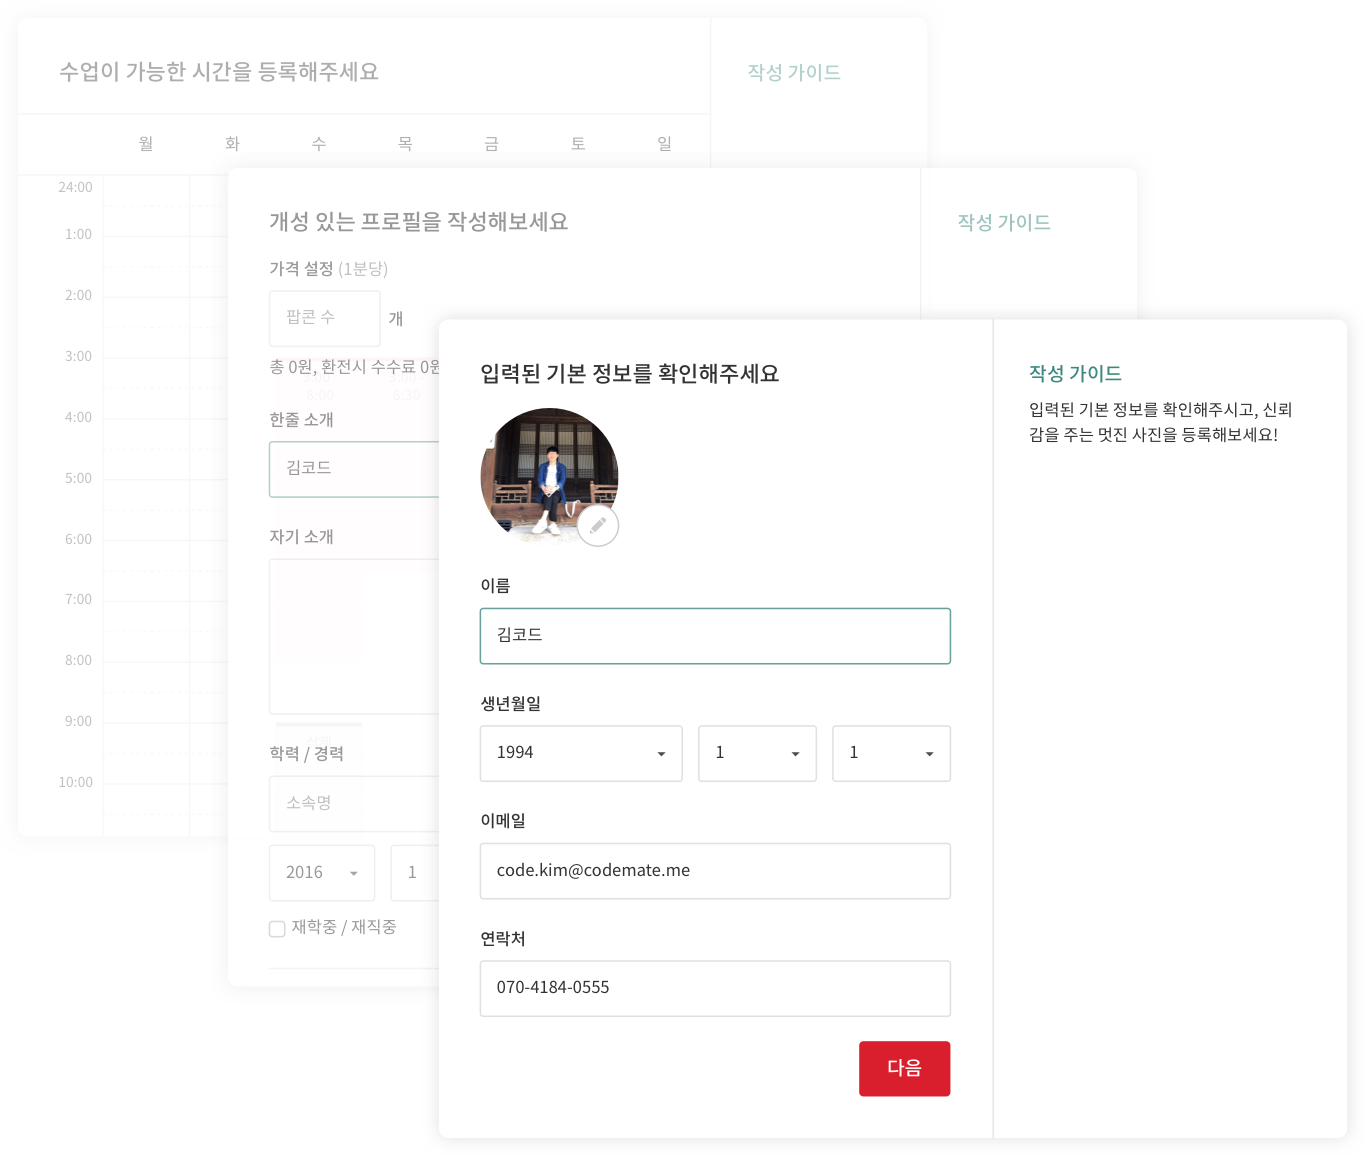 수업이 가능한 시간을 등록해주세요
작성 가이드
월 화 수 목 금 토 일
24:00
1:00
2:00
3:00
4:00
5:00
6:00
7:00
8:00
9:00
10:00
개성 있는 프로필을 작성해보세요
작성 가이드
가격 설정 (1분당)
팝콘 수 개
총 0원, 환전시 수수료 0원
8:00 8:30
한줄 소개
김코드
자기 소개
학력 / 경력
소속명
2016 1
재학중 / 재직중
입력된 기본 정보를 확인해주세요
이름
김코드
생년월일
1994 1 1
이메일
code.kim@codemate.me
연락처
070-4184-0555
다음
작성 가이드
입력된 기본 정보를 확인해주시고, 신뢰
감을 주는 멋진 사진을 등록해보세요!